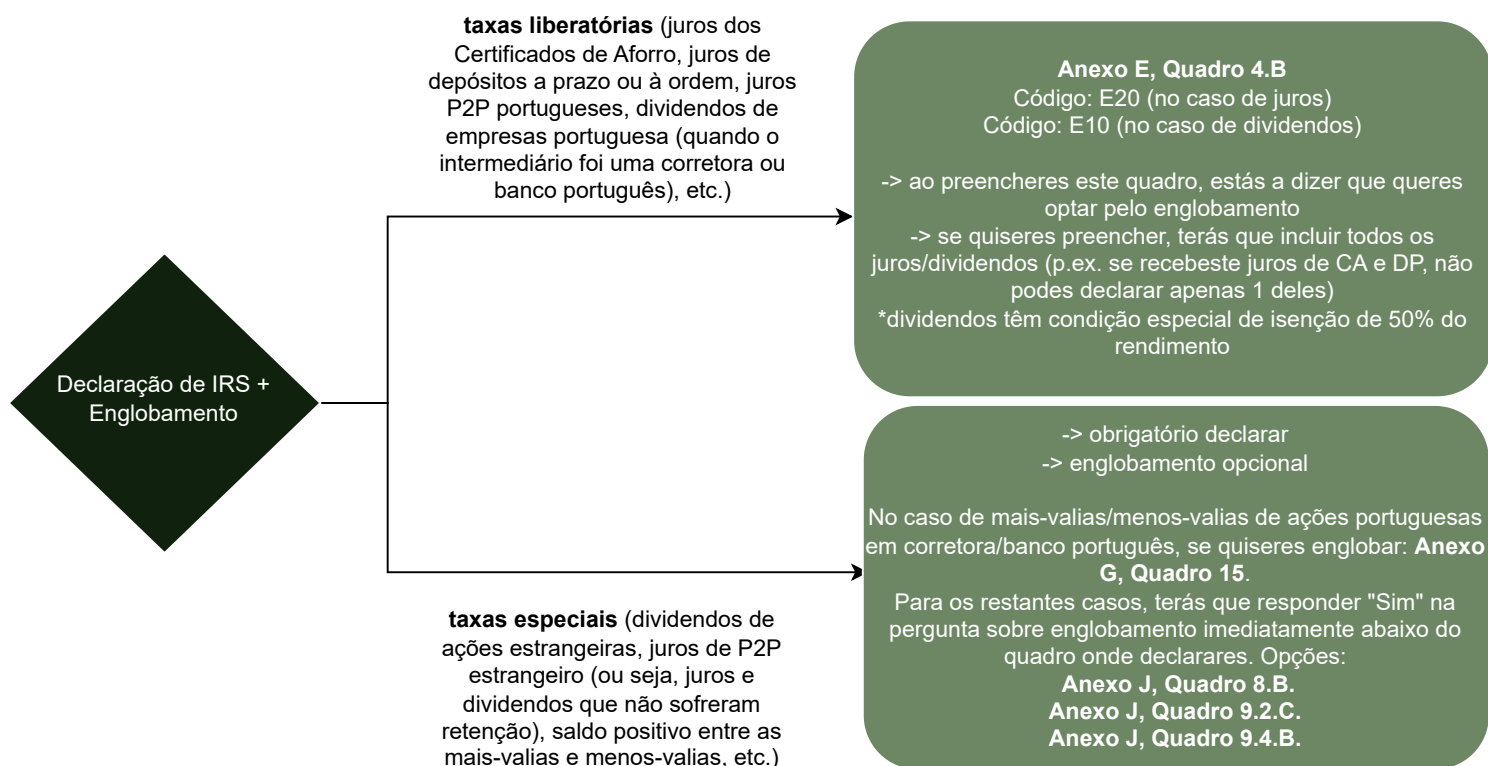 Declaração de IRS +
Englobamento
taxas liberatórias (juros dos
Certificados de Aforro, juros de
depósitos a prazo ou à ordem, juros
P2P portugueses, dividendos de
empresas portuguesa (quando o
intermediário foi uma corretora ou
banco português), etc.)
Anexo E, Quadro 4.B
Código: E20 (no caso de juros)
Código: E10 (no caso de dividendos)
-> ao preencheres este quadro, estás a dizer que queres
optar pelo englobamento
-> se quiseres preencher, terás que incluir todos os
juros/dividendos (p.ex. se recebeste juros de CA e DP, não
podes declarar apenas 1 deles)
*dividendos têm condição especial de isenção de 50% do
rendimento
taxas especiais (dividendos de
ações estrangeiras, juros de P2P
estrangeiro (ou seja, juros e
dividendos que não sofreram
retenção), saldo positivo entre as
mais-valias e menos-valias, etc.)
-> obrigatório declarar
-> englobamento opcional
No caso de mais-valias/menos-valias de ações portuguesas
em corretora/banco português, se quiseres englobar: Anexo
G, Quadro 15.
Para os restantes casos, terás que responder "Sim" na
pergunta sobre englobamento imediatamente abaixo do
quadro onde declarares. Opções:
Anexo J, Quadro 8.B.
Anexo J, Quadro 9.2.C.
Anexo J, Quadro 9.4.B.